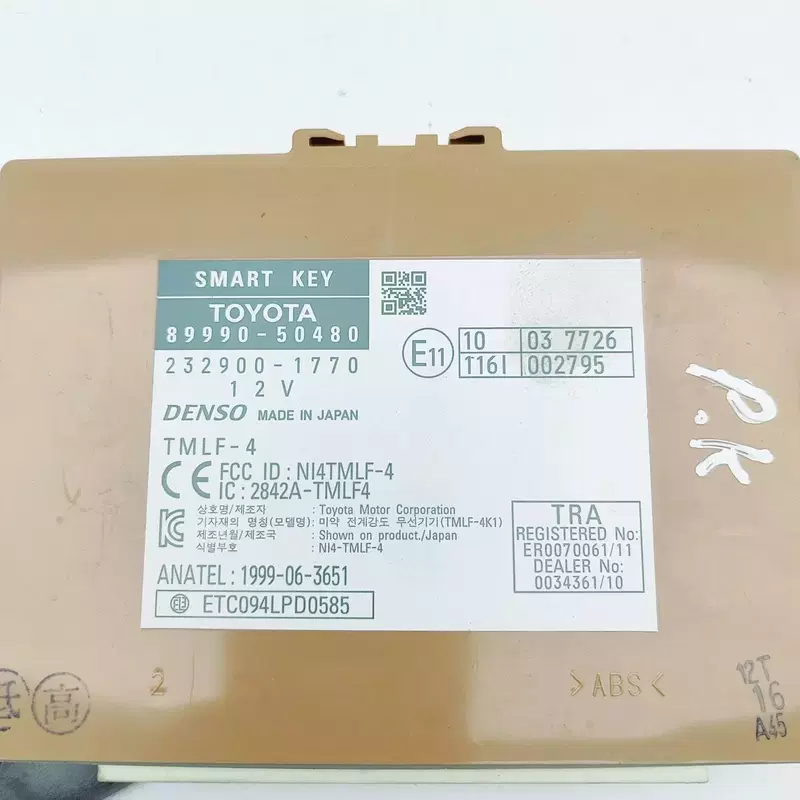 SMART KEY
TOYOTA
89990-50480
232900-1770
12V
DENSO MADE IN JAPAN
E11
10 03 7726
116I 002795
P.K
TMLF-4
CE FCC ID : NI4TMLF-4
IC : 2842A-TMLF4
상호명/제조자 : Toyota Motor Corporation
기자재의 명칭(모델명) : 미약 전계강도 무선기기(TMLF-4K1)
제조년월/제조국 : Shown on product./Japan
식별부호 : NI4-TMLF-4
TRA
REGISTERED No:
ER0070061/11
DEALER No:
0034361/10
ANATEL : 1999-06-3651
ETC094LPD0585
高
2
>ABS<
12T
16
A45